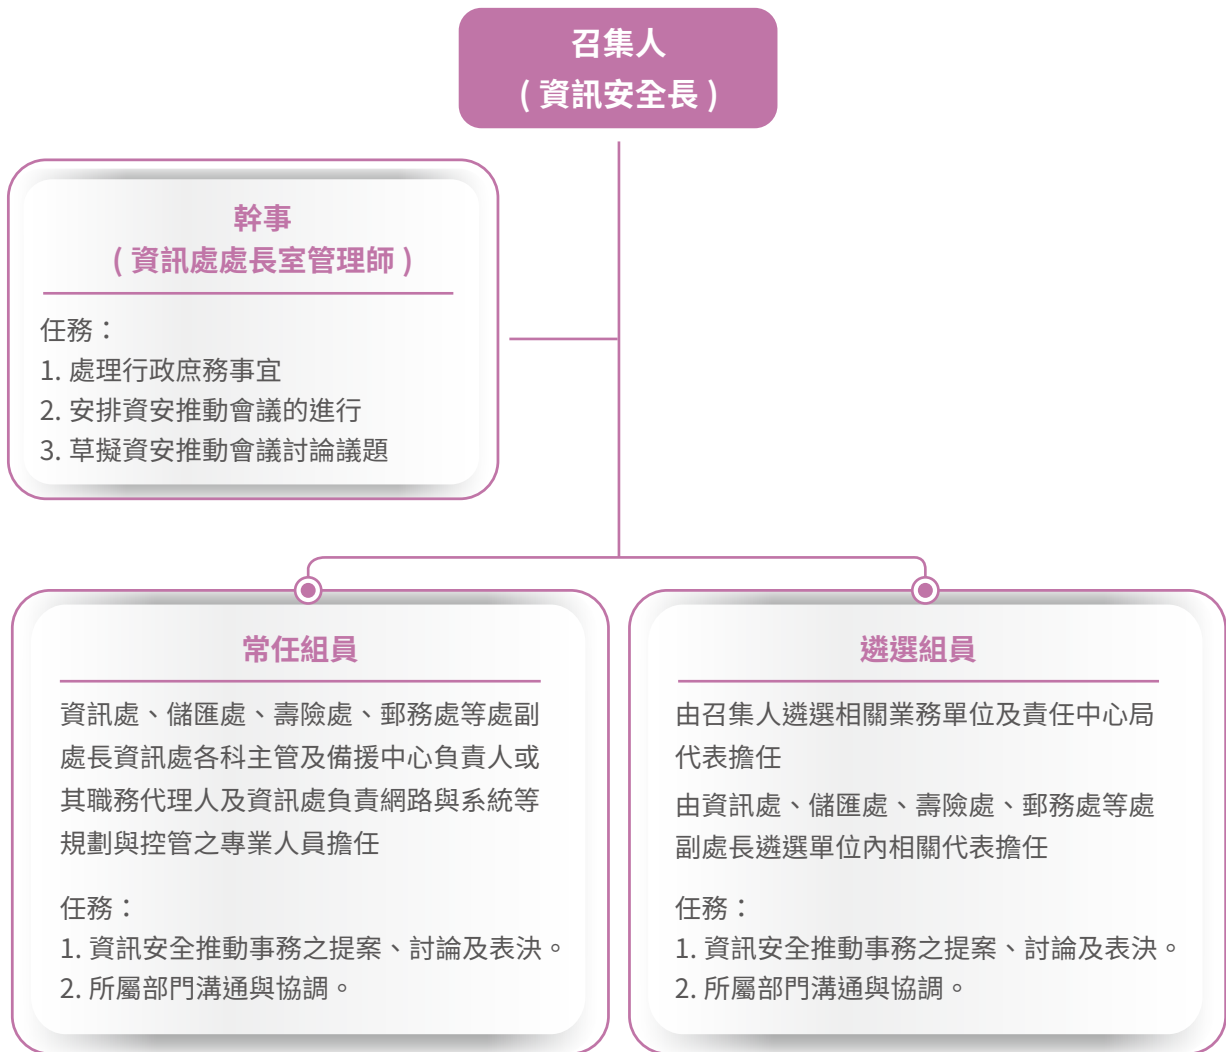 召集人
( 資訊安全長 )
幹事
( 資訊處處長室管理師 )
任務：
1. 處理行政庶務事宜
2. 安排資安推動會議的進行
3. 草擬資安推動會議討論議題
常任組員
資訊處、儲匯處、壽險處、郵務處等處副
處長資訊處各科主管及備援中心負責人或
其職務代理人及資訊處負責網路與系統等
規劃與控管之專業人員擔任
任務：
1. 資訊安全推動事務之提案、討論及表決。
2. 所屬部門溝通與協調。
遴選組員
由召集人遴選相關業務單位及責任中心局
代表擔任
由資訊處、儲匯處、壽險處、郵務處等處
副處長遴選單位內相關代表擔任
任務：
1. 資訊安全推動事務之提案、討論及表決。
2. 所屬部門溝通與協調。